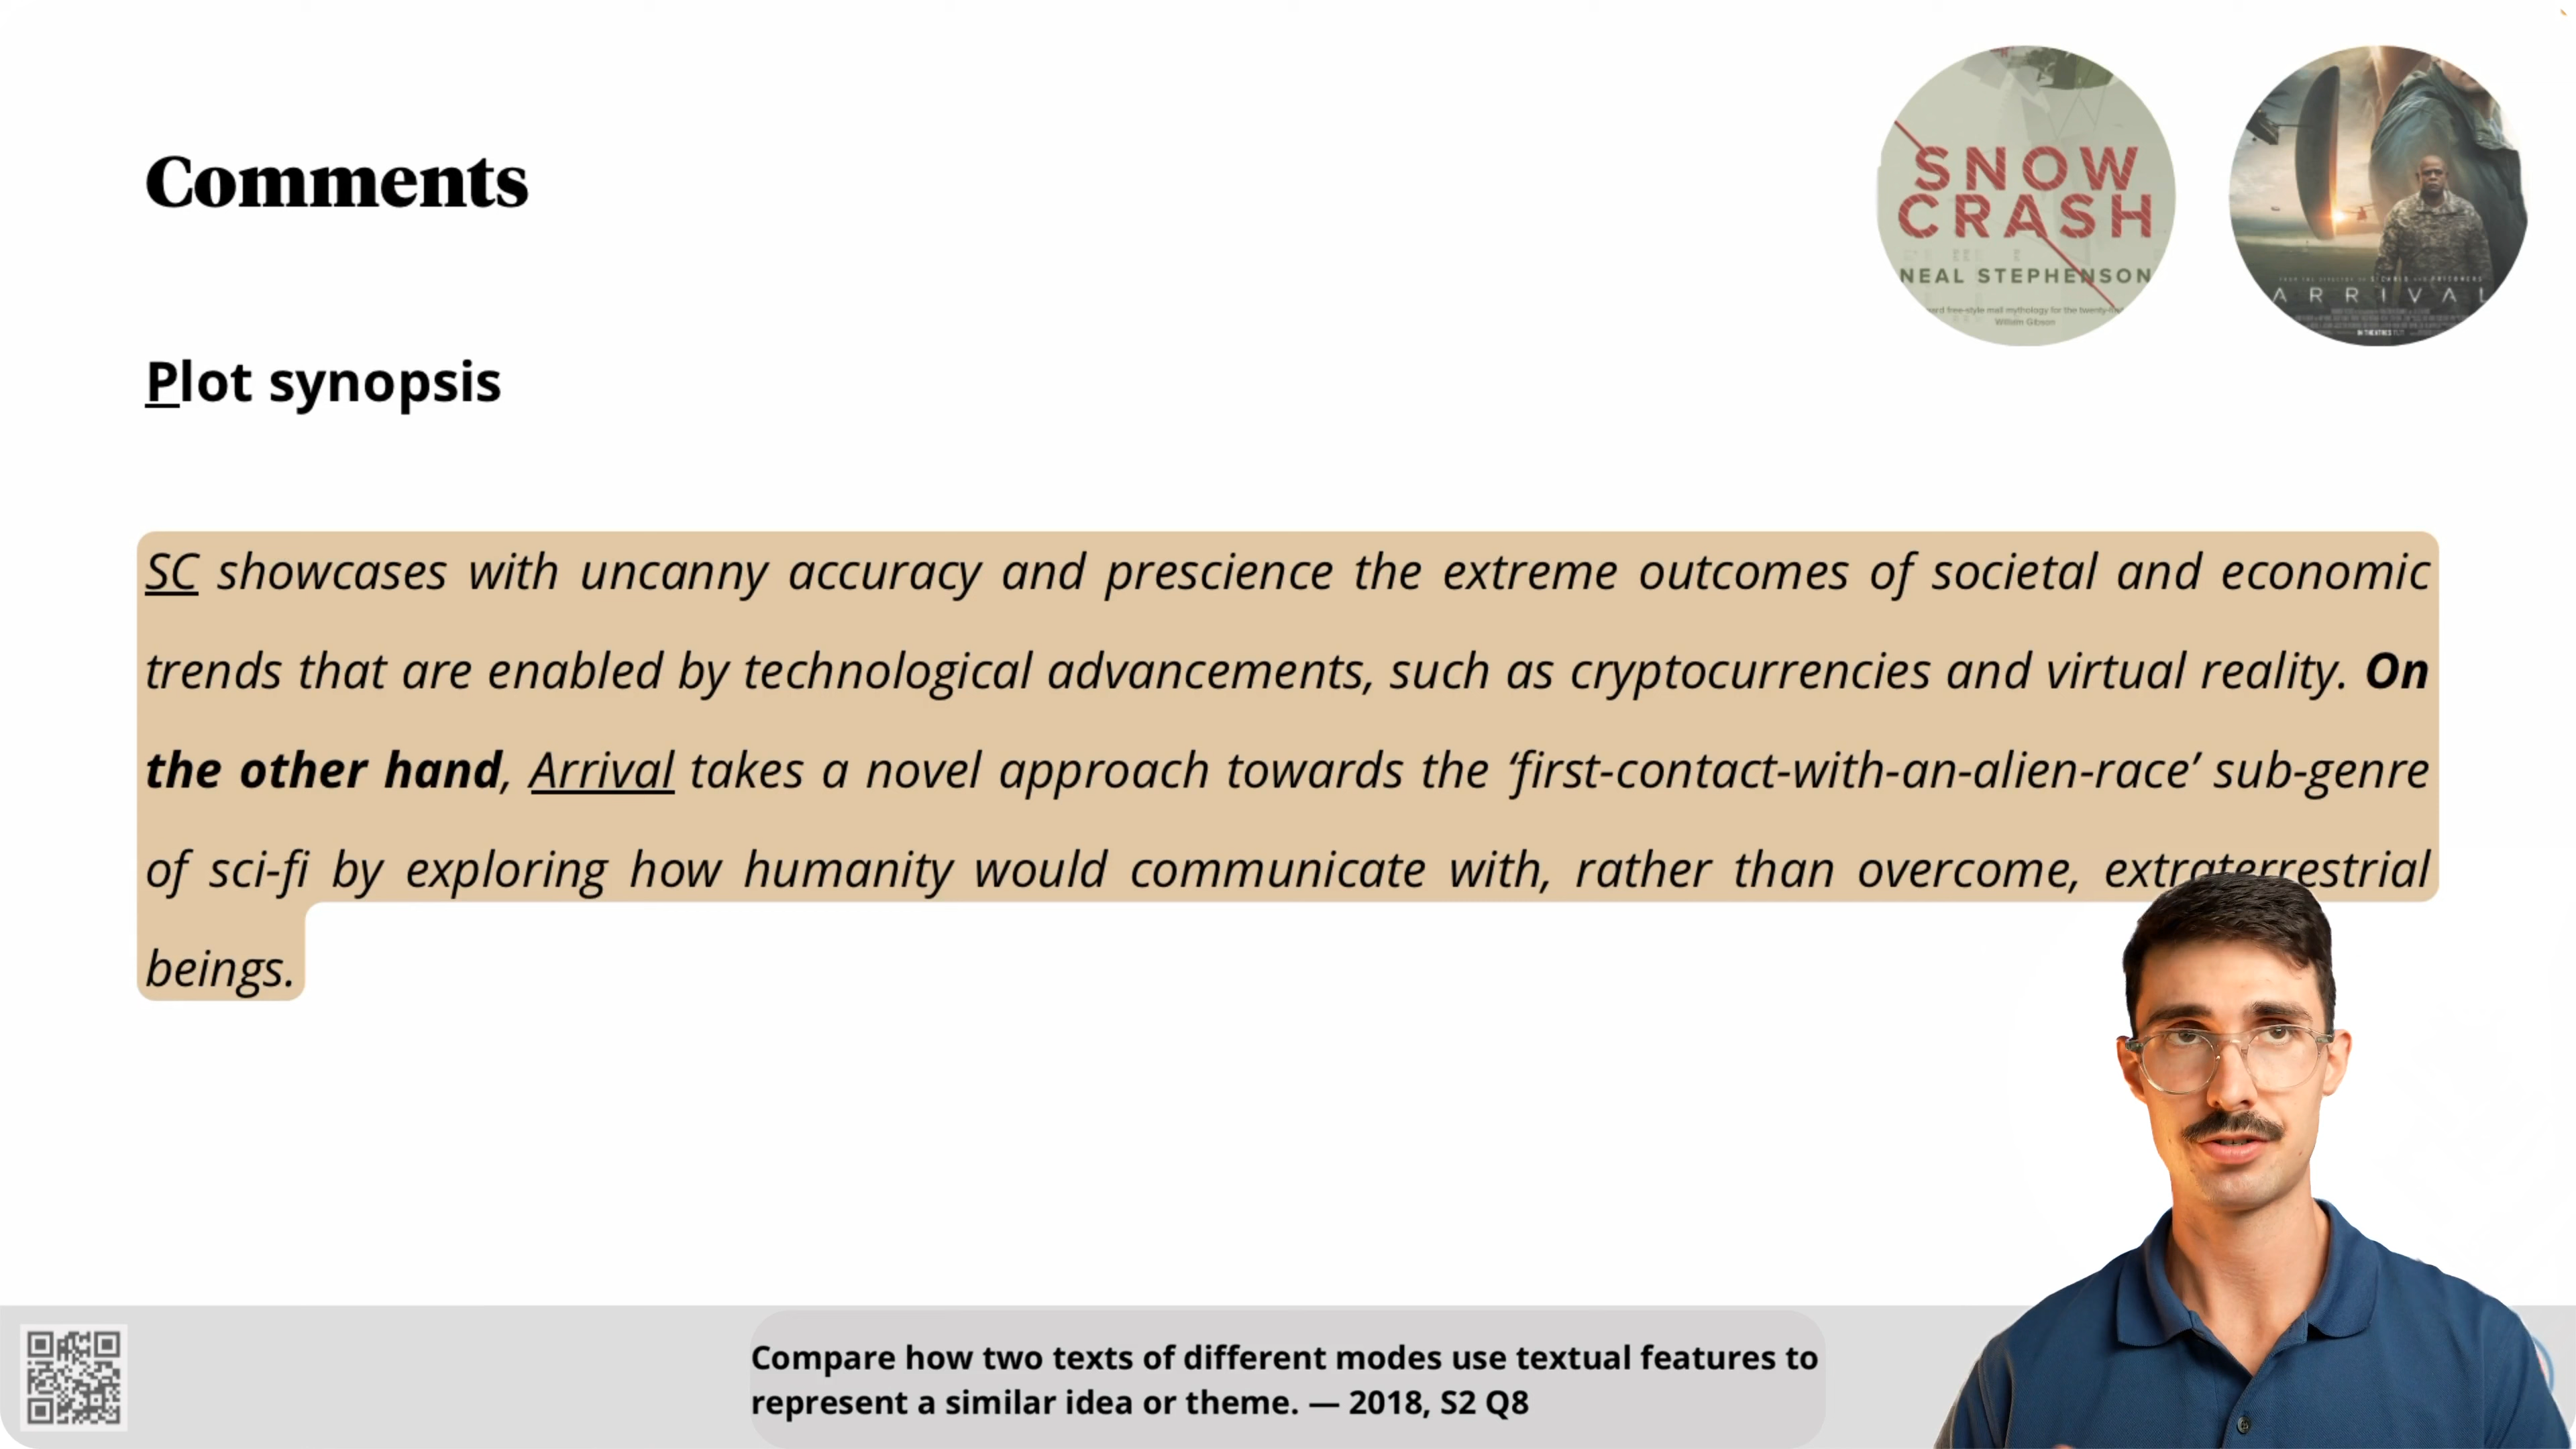 Comments
SNOW
CRASH
NEAL STEPHENSON
William Gibson
ARRIVAL
Plot synopsis
SC showcases with uncanny accuracy and prescience the extreme outcomes of societal and economic
trends that are enabled by technological advancements, such as cryptocurrencies and virtual reality. On
the other hand, Arrival takes a novel approach towards the ‘first-contact-with-an-alien-race’ sub-genre
of sci-fi by exploring how humanity would communicate with, rather than overcome, extraterrestrial
beings.
Compare how two texts of different modes use textual features to
represent a similar idea or theme. — 2018, S2 Q8